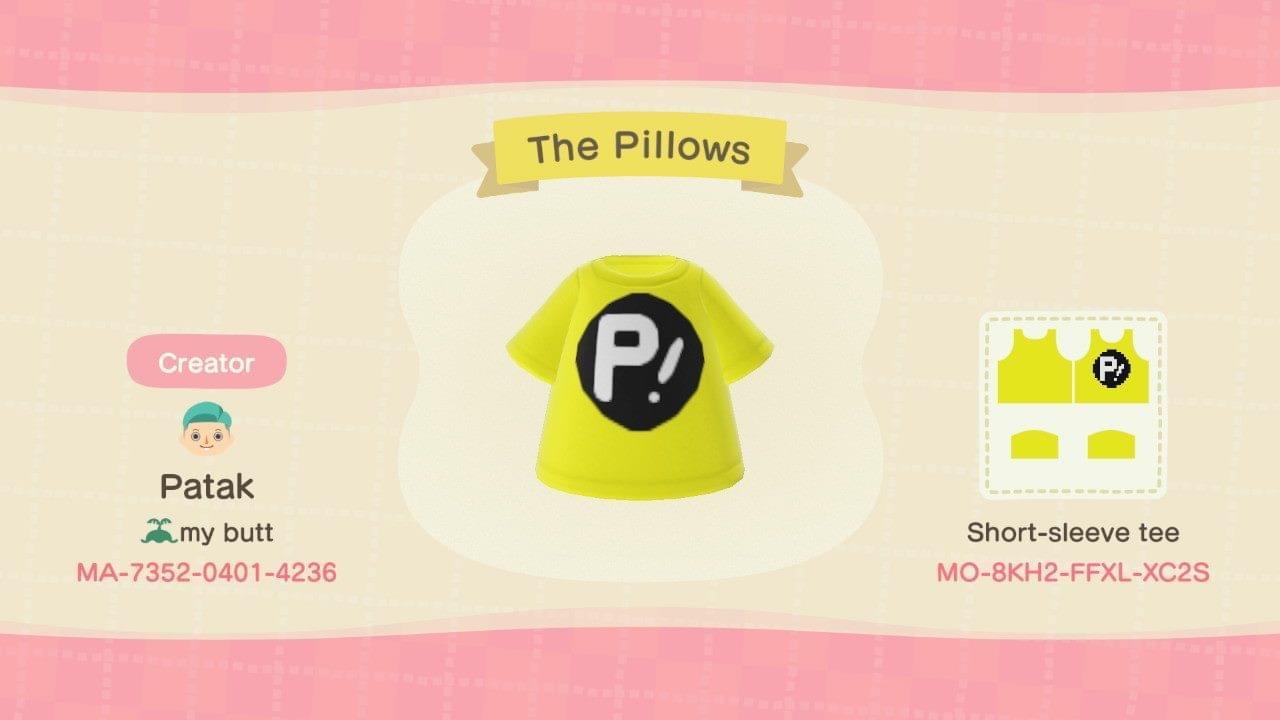 The Pillows
P!
P!
Creator
Patak
my butt
MA-7352-0401-4236
Short-sleeve tee
MO-8KH2-FFXL-XC2S